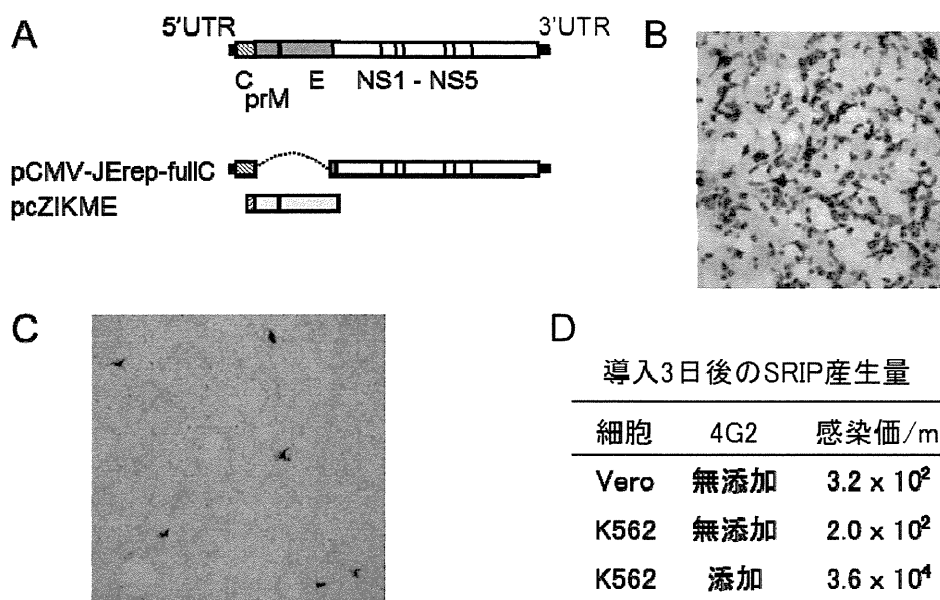 A
5'UTR
3'UTR
C
prM
E
NS1 - NS5
pCMV-JErep-fullC
pcZIKME
B
C
D
導入3日後のSRIP産生量
細胞 4G2 感染価/m
Vero 無添加 3.2 x 10²
K562 無添加 2.0 x 10²
K562 添加 3.6 x 10⁴